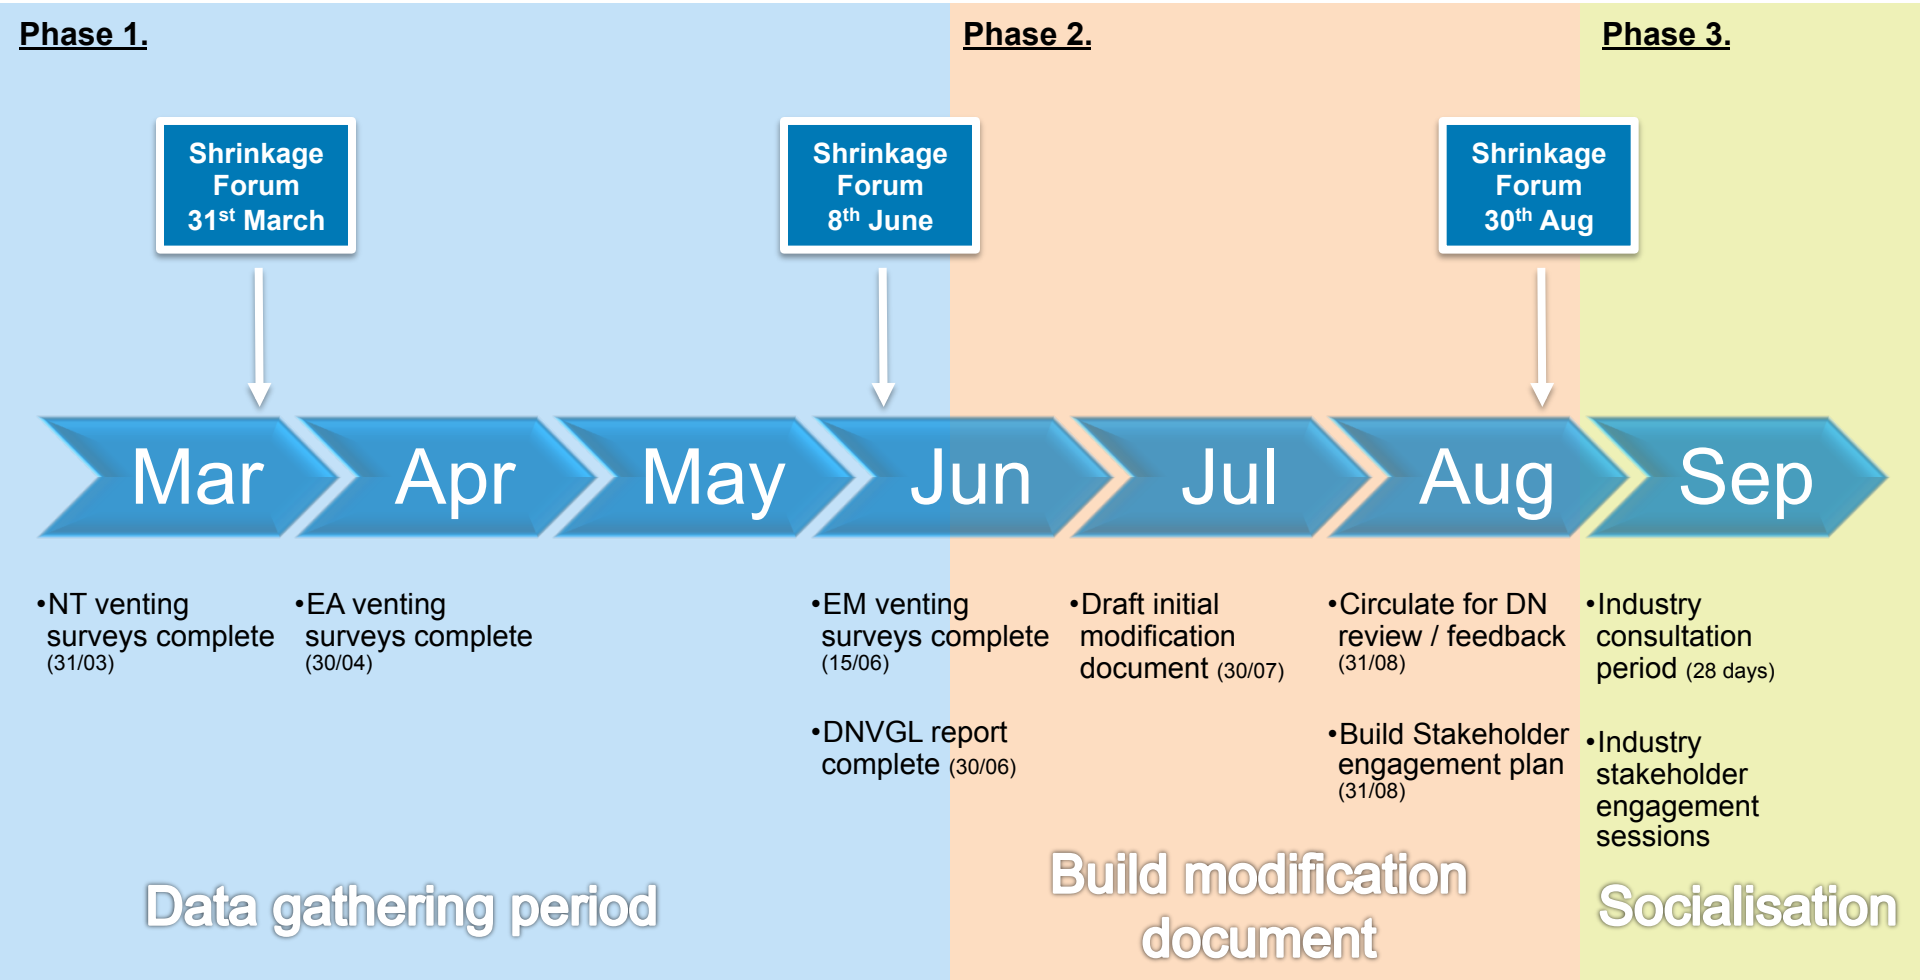 Phase 1.
Phase 2.
Phase 3.
Shrinkage
Forum
31st March
Shrinkage
Forum
8th June
Shrinkage
Forum
30th Aug
Mar
Apr
May
Jun
Jul
Aug
Sep
•NT venting
surveys complete
(31/03)
•EA venting
surveys complete
(30/04)
•EM venting
surveys complete
(15/06)
•DNVGL report
complete (30/06)
•Draft initial
modification
document (30/07)
•Circulate for DN
review / feedback
(31/08)
•Build Stakeholder
engagement plan
(31/08)
•Industry
consultation
period (28 days)
•Industry
stakeholder
engagement
sessions
Data gathering period
Build modification
document
Socialisation